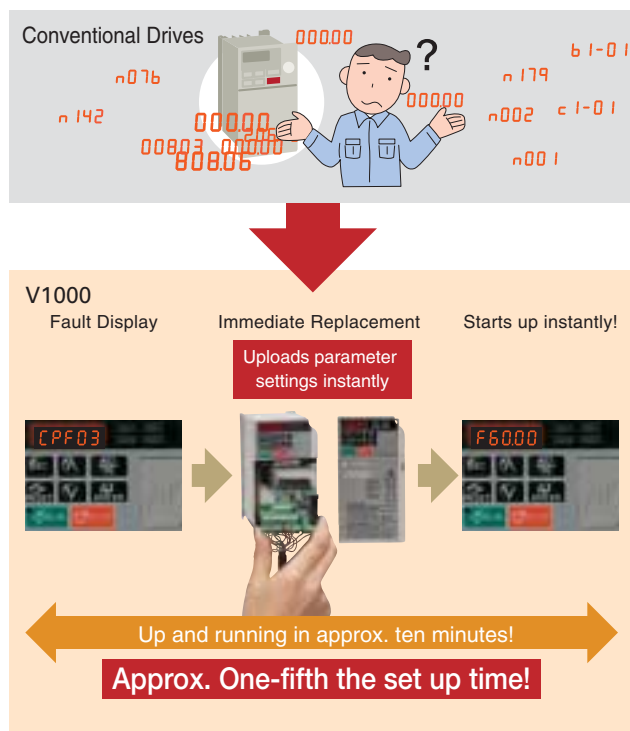 Conventional Drives
000.00
?
b1-01
n076
n179
000.00
n142
n002
c1-01
000.00
00803
000.00
808.06
n001
V1000
Fault Display
Immediate Replacement
Starts up instantly!
Uploads parameter
settings instantly
CPF03
F60.00
Up and running in approx. ten minutes!
Approx. One-fifth the set up time!